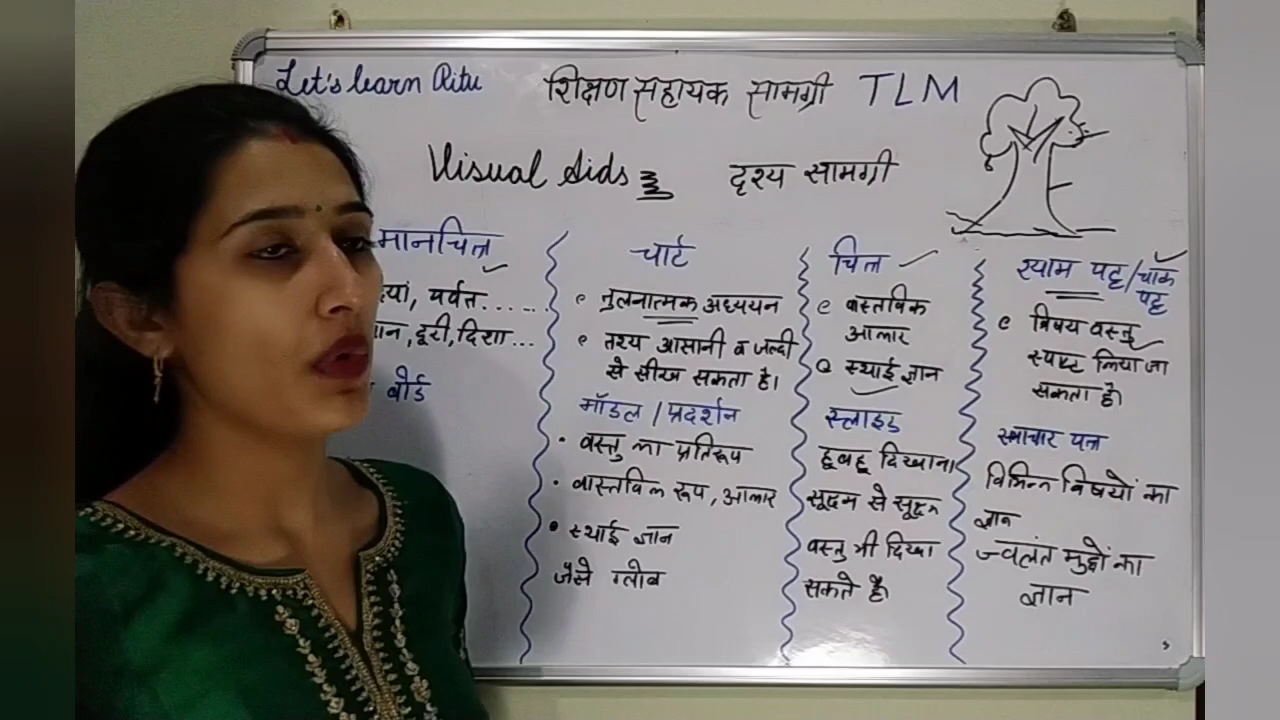 Let's learn Ritu
शिक्षण सहायक सामग्री TLM
Visual Aids दृश्य सामग्री
मानचित्र
पर्वत......
दूरी, दिशा...
बोर्ड
चार्ट
तुलनात्मक अध्ययन
तथ्य आसानी व जल्दी
से सीख सकता है।
मॉडल / प्रदर्शन
वस्तु का प्रतिरूप
वास्तविक रूप, आकार
स्थाई ज्ञान
जैसे ग्लोब
चित्र
वास्तविक
आकार
स्थाई ज्ञान
स्लाइड
हूबहू दिखाना
सूक्ष्म से सूक्ष्म
वस्तु भी दिखा
सकते है।
श्याम पट्ट/चॉक
पट्ट
विषय वस्तु
स्पष्ट किया जा
सकता है।
समाचार पत्र
विभिन्न विषयों का
ज्ञान
ज्वलंत मुद्दों का
ज्ञान